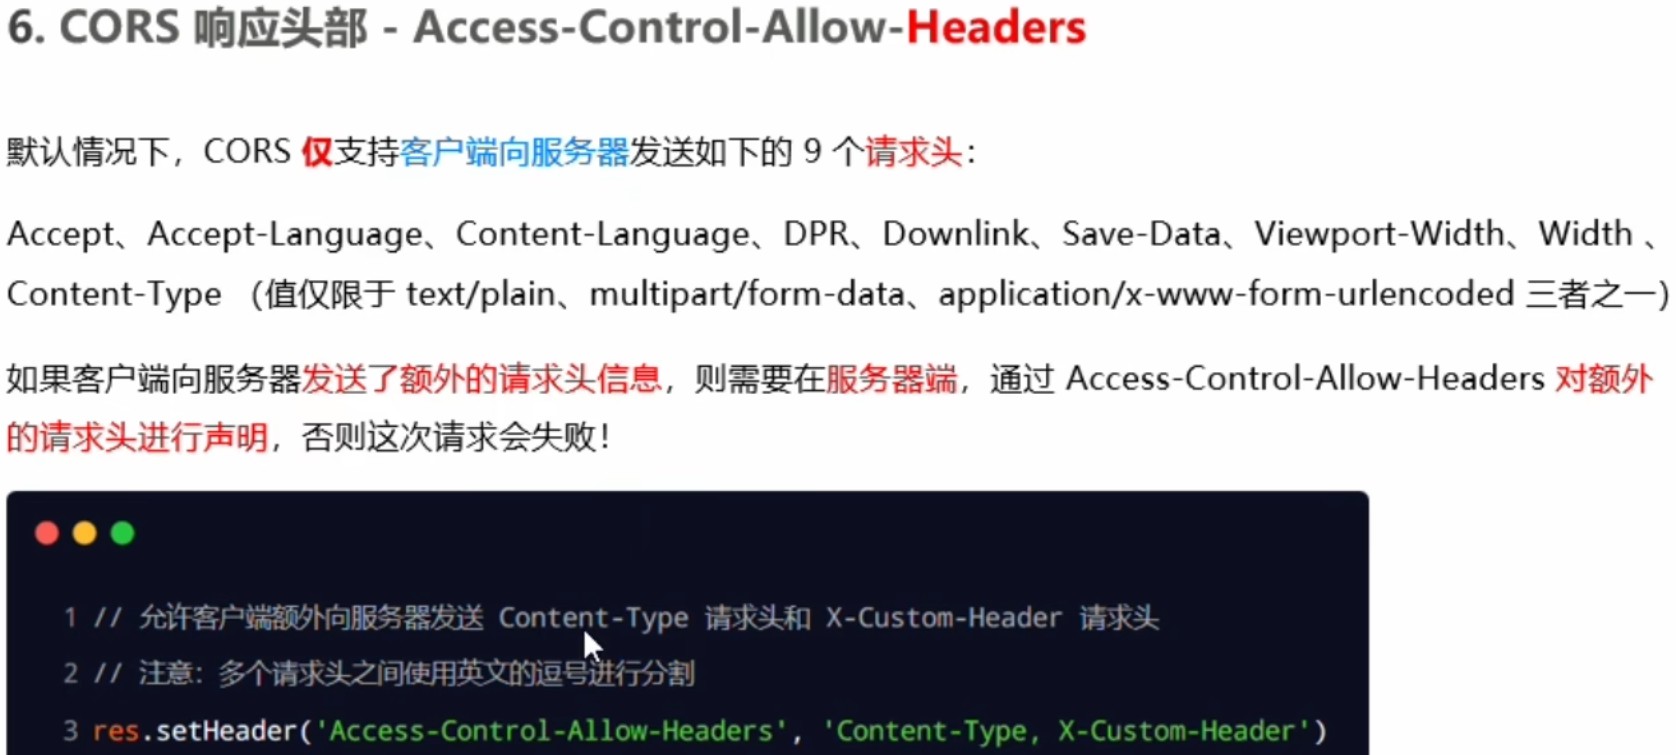 6. CORS 响应头部 - Access-Control-Allow-Headers
默认情况下，CORS 仅支持客户端向服务器发送如下的 9 个请求头：
Accept、Accept-Language、Content-Language、DPR、Downlink、Save-Data、Viewport-Width、Width 、
Content-Type （值仅限于 text/plain、multipart/form-data、application/x-www-form-urlencoded 三者之一）
如果客户端向服务器发送了额外的请求头信息，则需要在服务器端，通过 Access-Control-Allow-Headers 对额外
的请求头进行声明，否则这次请求会失败！
1 // 允许客户端额外向服务器发送 Content-Type 请求头和 X-Custom-Header 请求头
2 // 注意：多个请求头之间使用英文的逗号进行分割
3 res.setHeader('Access-Control-Allow-Headers', 'Content-Type, X-Custom-Header')